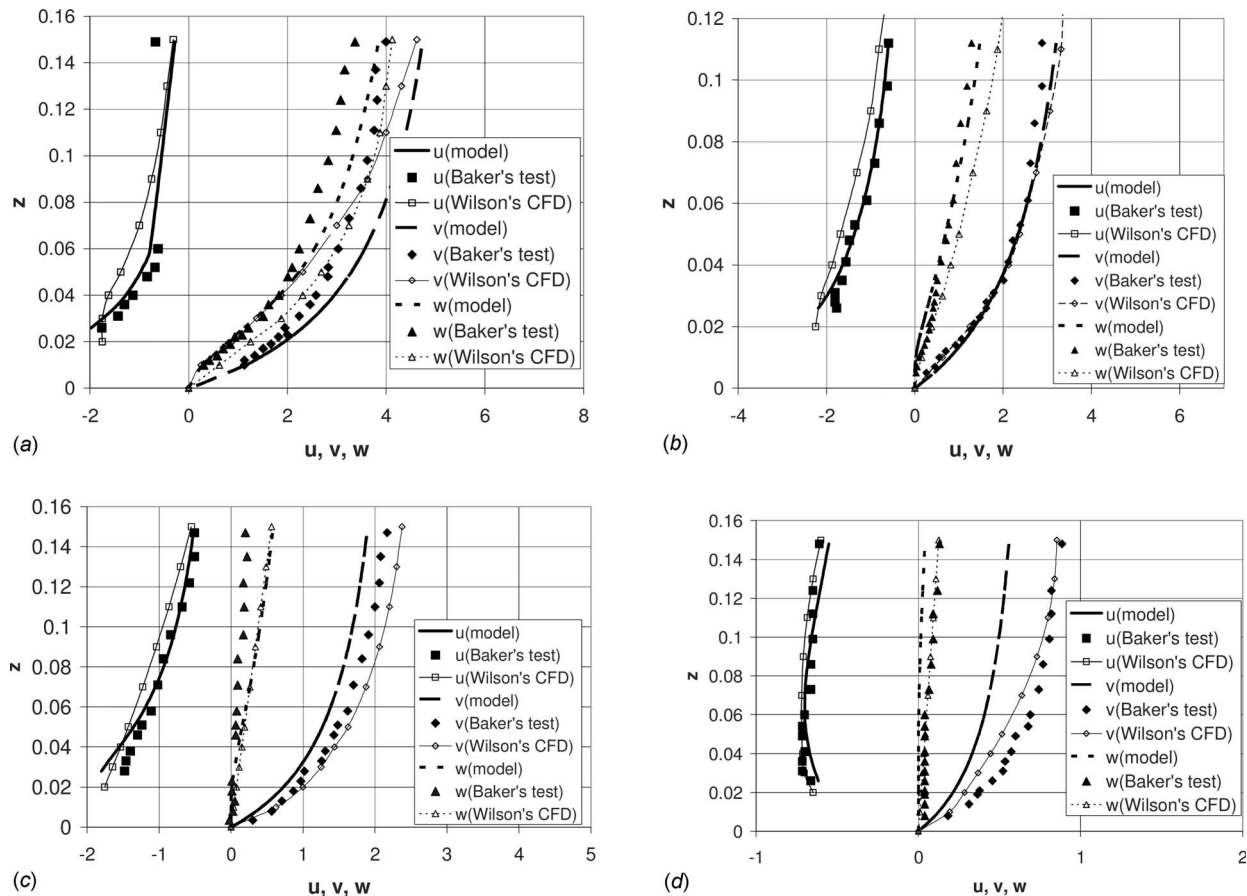 0.16
0.14
0.12
0.1
0.08
0.06
0.04
0.02
0
z
-2
0
2
4
6
8
u, v, w
(a)
u(model)
u(Baker's test)
u(Wilson's CFD)
v(model)
v(Baker's test)
v(Wilson's CFD)
w(model)
w(Baker's test)
w(Wilson's CFD)
0.12
0.1
0.08
0.06
0.04
0.02
0
z
-4
-2
0
2
4
6
u, v, w
(b)
u(model)
u(Baker's test)
u(Wilson's CFD)
v(model)
v(Baker's test)
v(Wilson's CFD)
w(model)
w(Baker's test)
w(Wilson's CFD)
0.16
0.14
0.12
0.1
0.08
0.06
0.04
0.02
0
z
-2
-1
0
1
2
3
4
5
u, v, w
(c)
u(model)
u(Baker's test)
u(Wilson's CFD)
v(model)
v(Baker's test)
v(Wilson's CFD)
w(model)
w(Baker's test)
w(Wilson's CFD)
0.16
0.14
0.12
0.1
0.08
0.06
0.04
0.02
0
z
-1
0
1
2
u, v, w
(d)
u(model)
u(Baker's test)
u(Wilson's CFD)
v(model)
v(Baker's test)
v(Wilson's CFD)
w(model)
w(Baker's test)
w(Wilson's CFD)